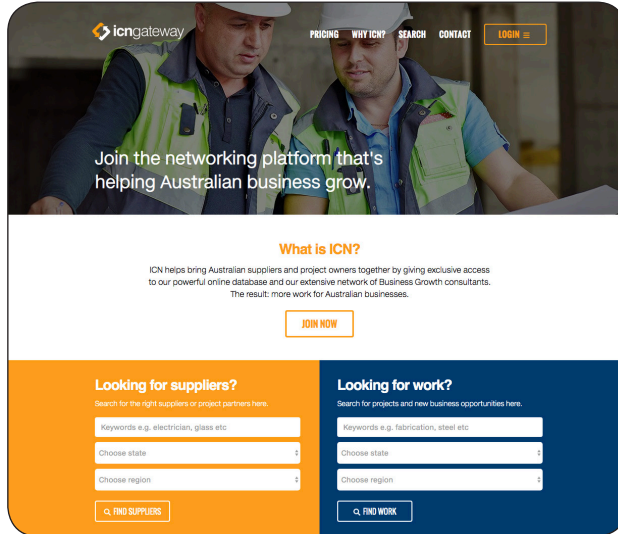 icngateway
PRICING WHY ICN? SEARCH CONTACT LOGIN
Join the networking platform that's
helping Australian business grow.
What is ICN?
ICN helps bring Australian suppliers and project owners together by giving exclusive access
to our powerful online database and our extensive network of Business Growth consultants.
The result: more work for Australian businesses.
JOIN NOW
Looking for suppliers?
Search for the right suppliers or project partners here.
Keywords e.g. electrician, glass etc
Choose state
Choose region
FIND SUPPLIERS
Looking for work?
Search for projects and new business opportunities here.
Keywords e.g. fabrication, steel etc
Choose state
Choose region
FIND WORK